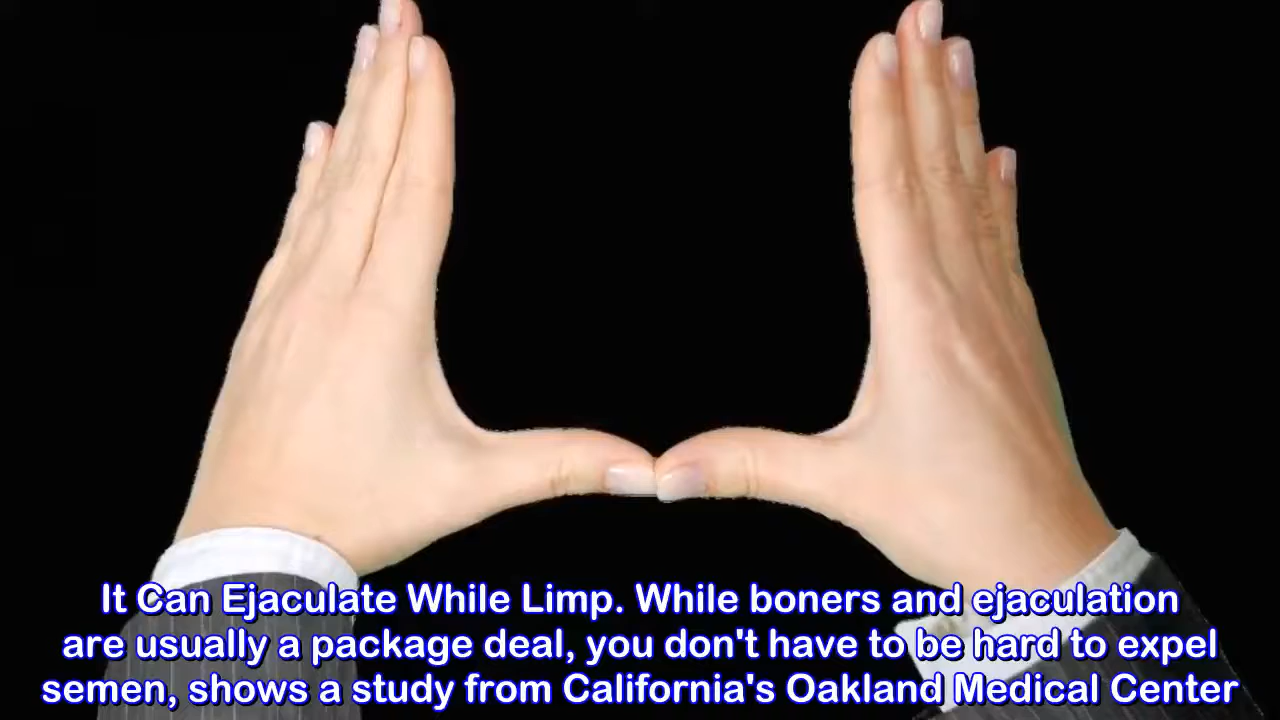 It Can Ejaculate While Limp. While boners and ejaculation
are usually a package deal, you don't have to be hard to expel
semen, shows a study from California's Oakland Medical Center